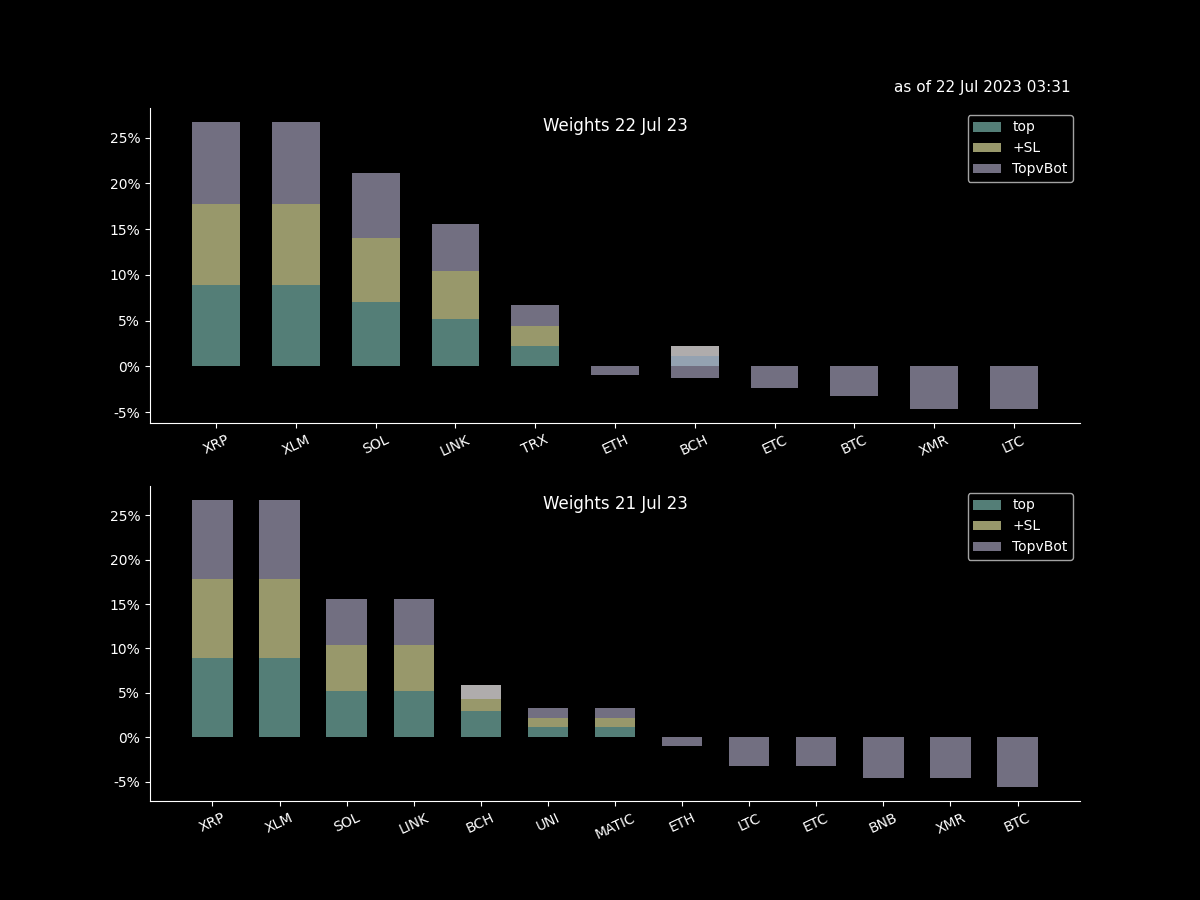 as of 22 Jul 2023 03:31
Weights 22 Jul 23
top
+SL
TopvBot
25%
20%
15%
10%
5%
0%
-5%
XRP XLM SOL LINK TRX ETH BCH ETC BTC XMR LTC
Weights 21 Jul 23
top
+SL
TopvBot
25%
20%
15%
10%
5%
0%
-5%
XRP XLM SOL LINK BCH UNI MATIC ETH LTC ETC BNB XMR BTC